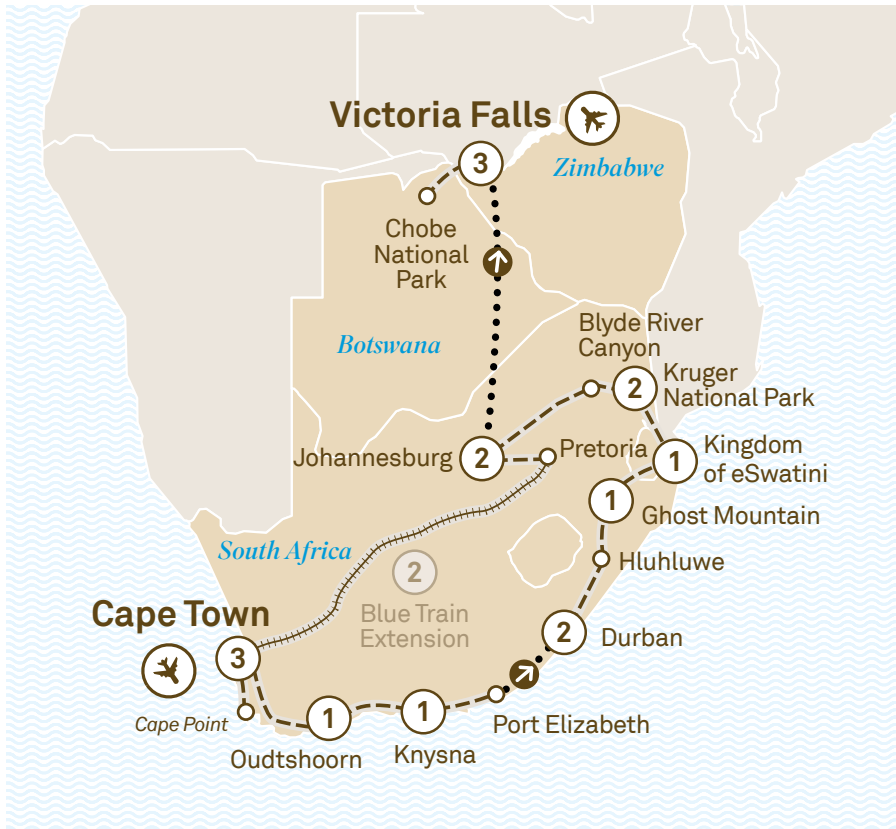 Victoria Falls
3
Zimbabwe
Chobe
National
Park
Botswana
Blyde River
Canyon
2
Kruger
National Park
Johannesburg
2
Pretoria
1
Kingdom
of eSwatini
1
Ghost Mountain
South Africa
Hluhluwe
2
Blue Train
Extension
Cape Town
3
2
Durban
Cape Point
1
Oudtshoorn
1
Knysna
Port Elizabeth